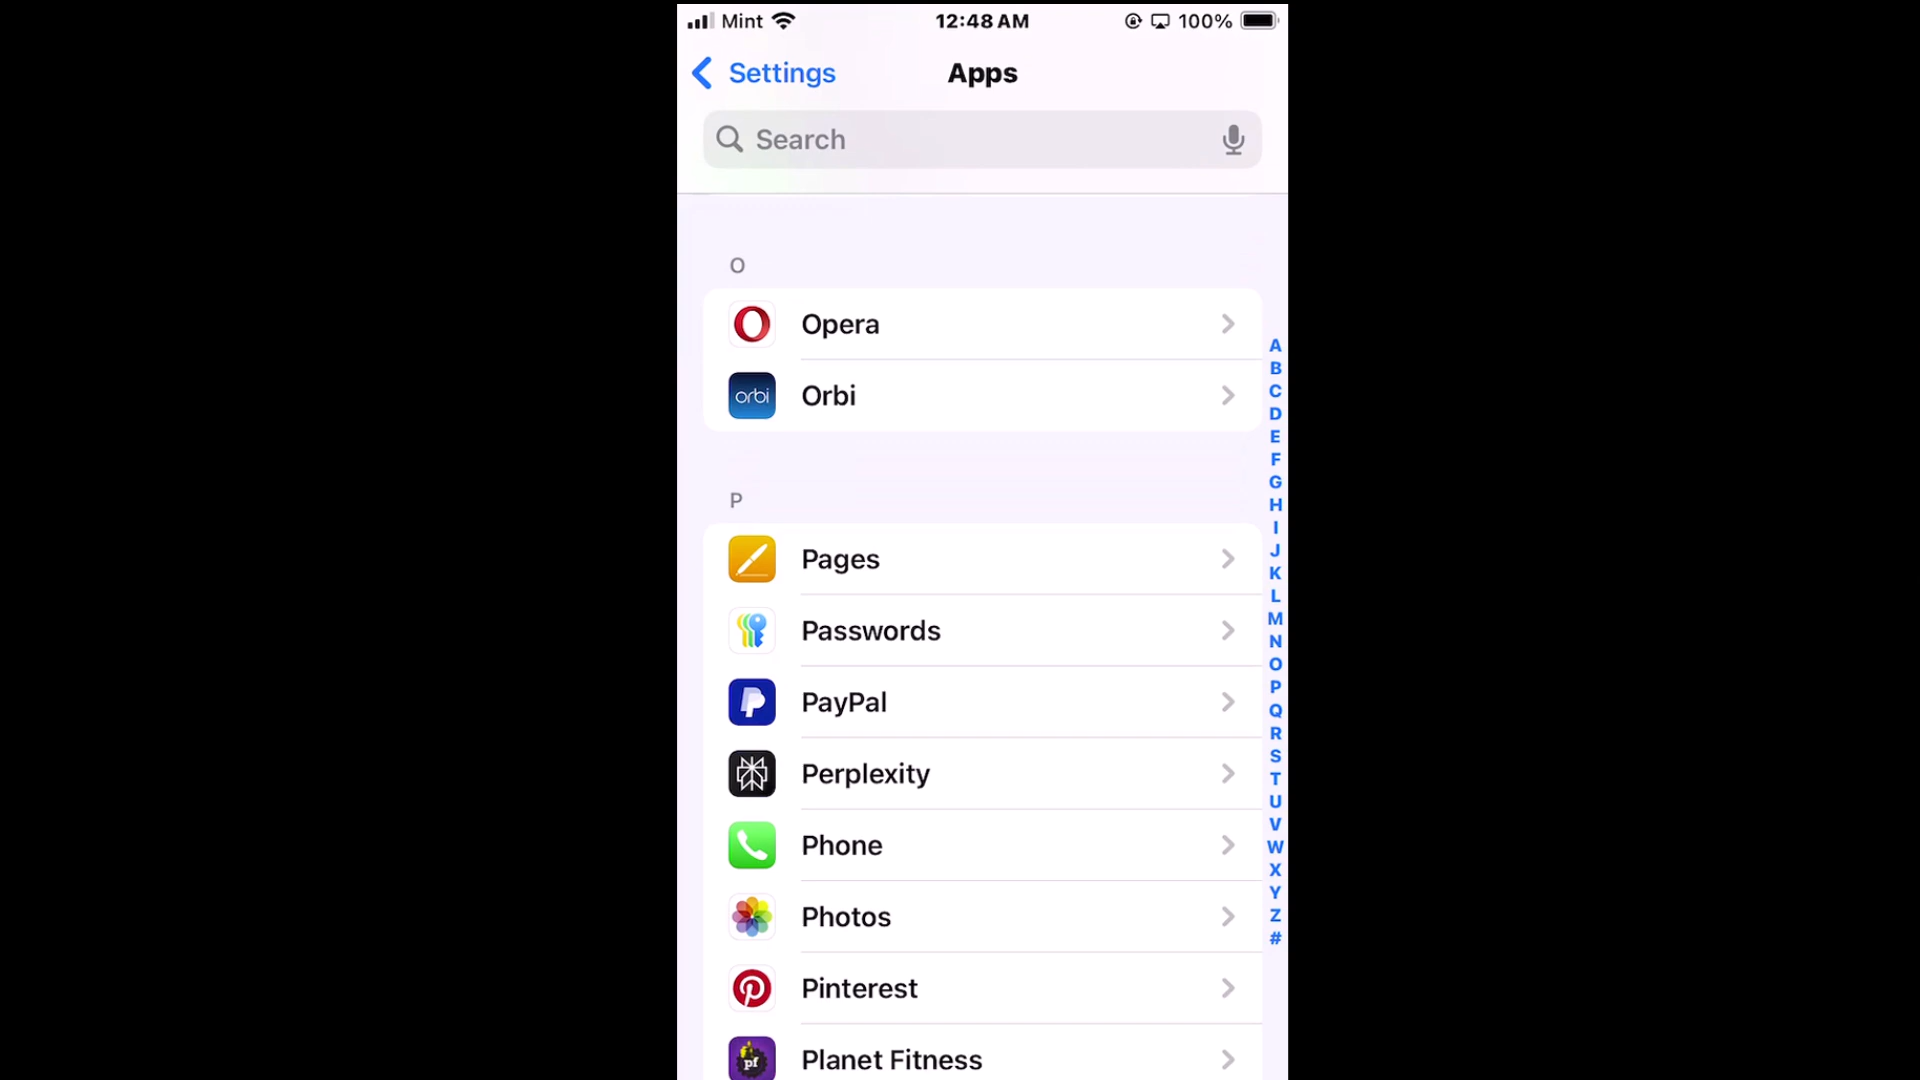 Mint 12:48 AM 100%
Settings Apps
Search
O
Opera
orbi Orbi
P
Pages
Passwords
PayPal
Perplexity
Phone
Photos
Pinterest
pf Planet Fitness
A
B
C
D
E
F
G
H
I
J
K
L
M
N
O
P
Q
R
S
T
U
V
W
X
Y
Z
#